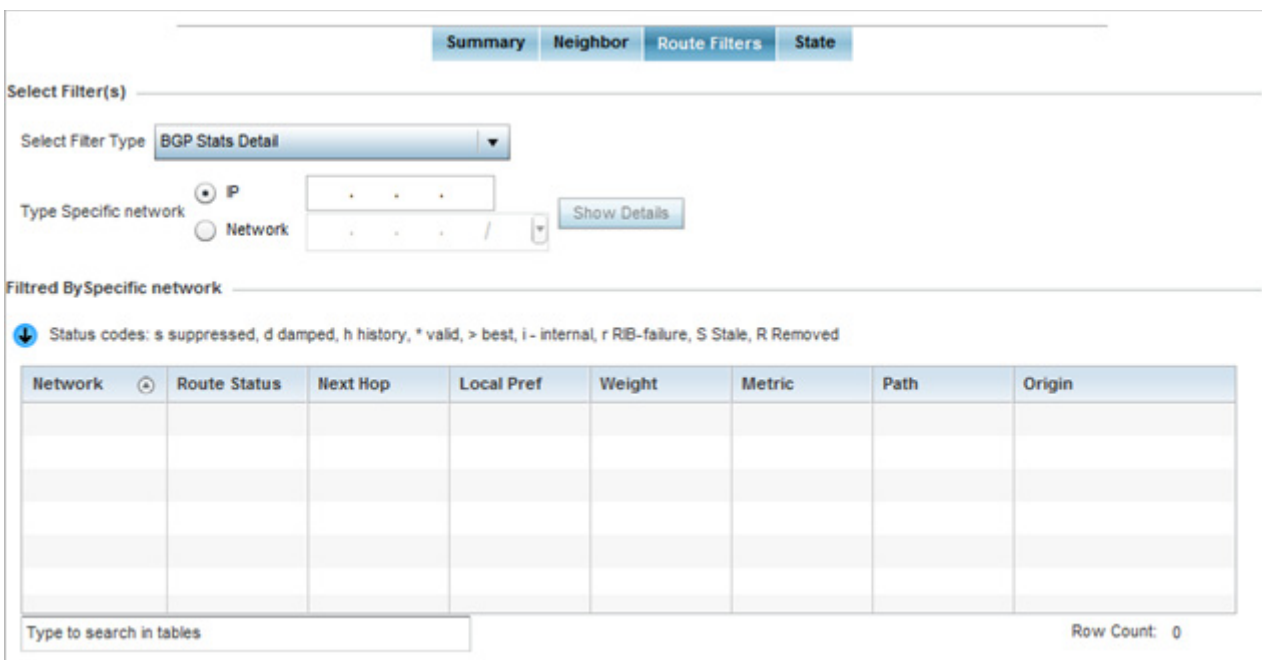 Summary Neighbor Route Filters State
Select Filter(s)
Select Filter Type BGP Stats Detail
Type Specific network
IP . . .
Network . . . /
Show Details
Filtred BySpecific network
Status codes: s suppressed, d damped, h history, * valid, > best, i - internal, r RIB-failure, S Stale, R Removed
Network Route Status Next Hop Local Pref Weight Metric Path Origin
Type to search in tables
Row Count: 0